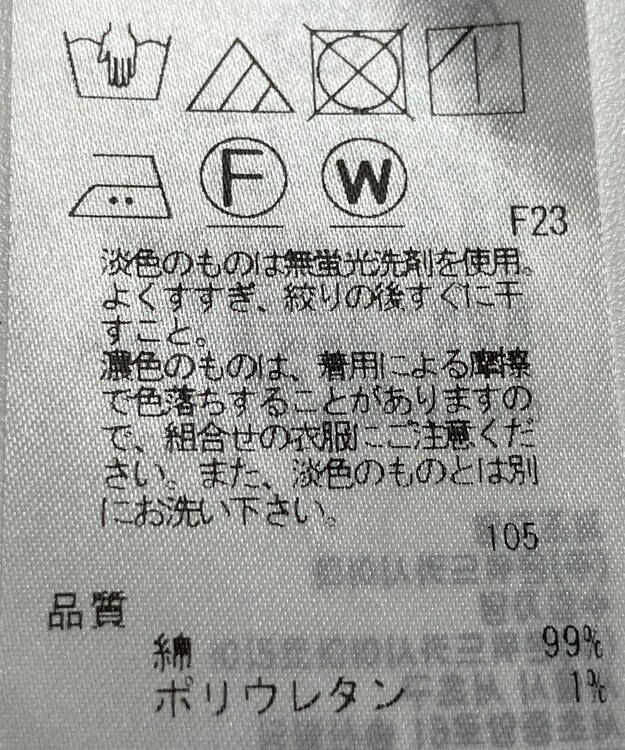 F W
F23
淡色のものは無蛍光洗剤を使用。
よくすすぎ、絞りの後すぐに干
すこと。
濃色のものは、着用による摩擦
で色落ちすることがありますの
で、組合せの衣服にご注意くだ
さい。また、淡色のものとは別
にお洗い下さい。
105
品質
綿 99%
ポリウレタン 1%